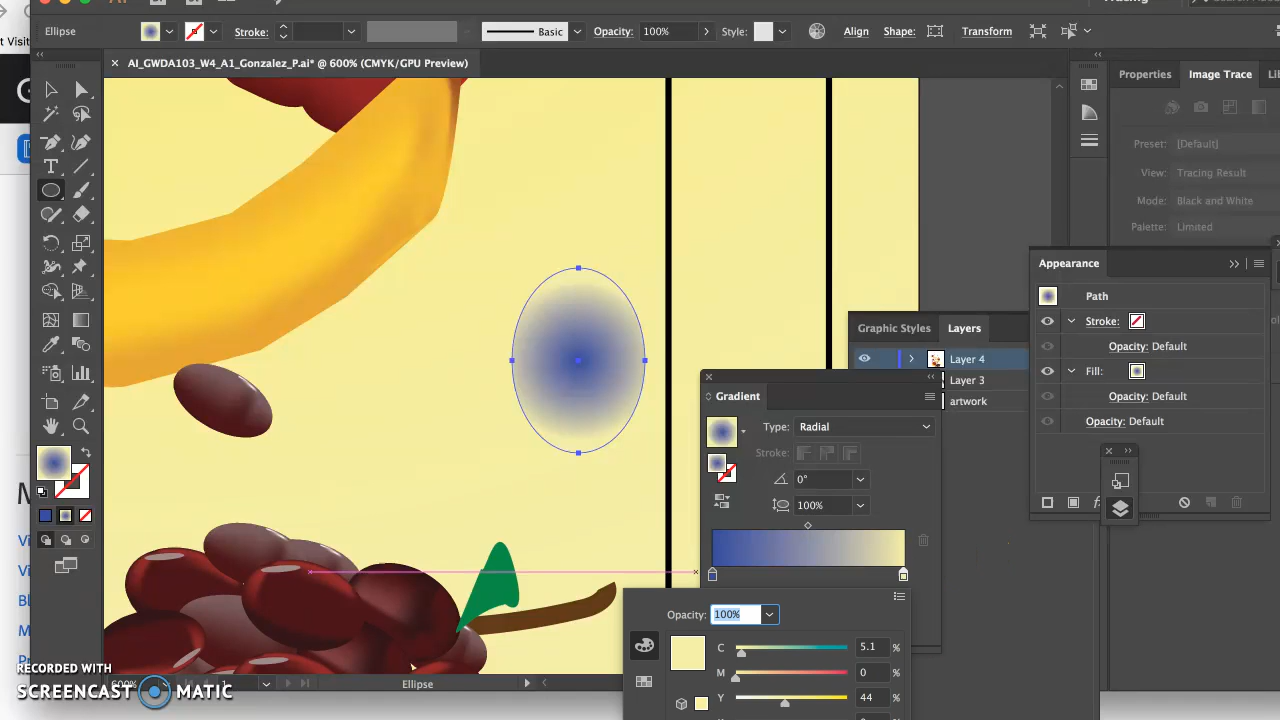 t Visit
Ellipse
Stroke:
Basic
Opacity: 100%
Style:
Align
Shape:
Transform
× AI_GWDA103_W4_A1_Gonzalez_P.ai* @ 600% (CMYK/GPU Preview)
Properties
Image Trace
Preset: [Default]
View: Tracing Result
Mode: Black and White
Palette: Limited
Appearance
Path
Stroke:
Opacity: Default
Fill:
Opacity: Default
Opacity: Default
Graphic Styles
Layers
Layer 4
Layer 3
artwork
Gradient
Type: Radial
Stroke:
0°
100%
Opacity: 100%
C 5.1 %
M 0 %
Y 44 %
Ellipse
RECORDED WITH
SCREENCAST MATIC